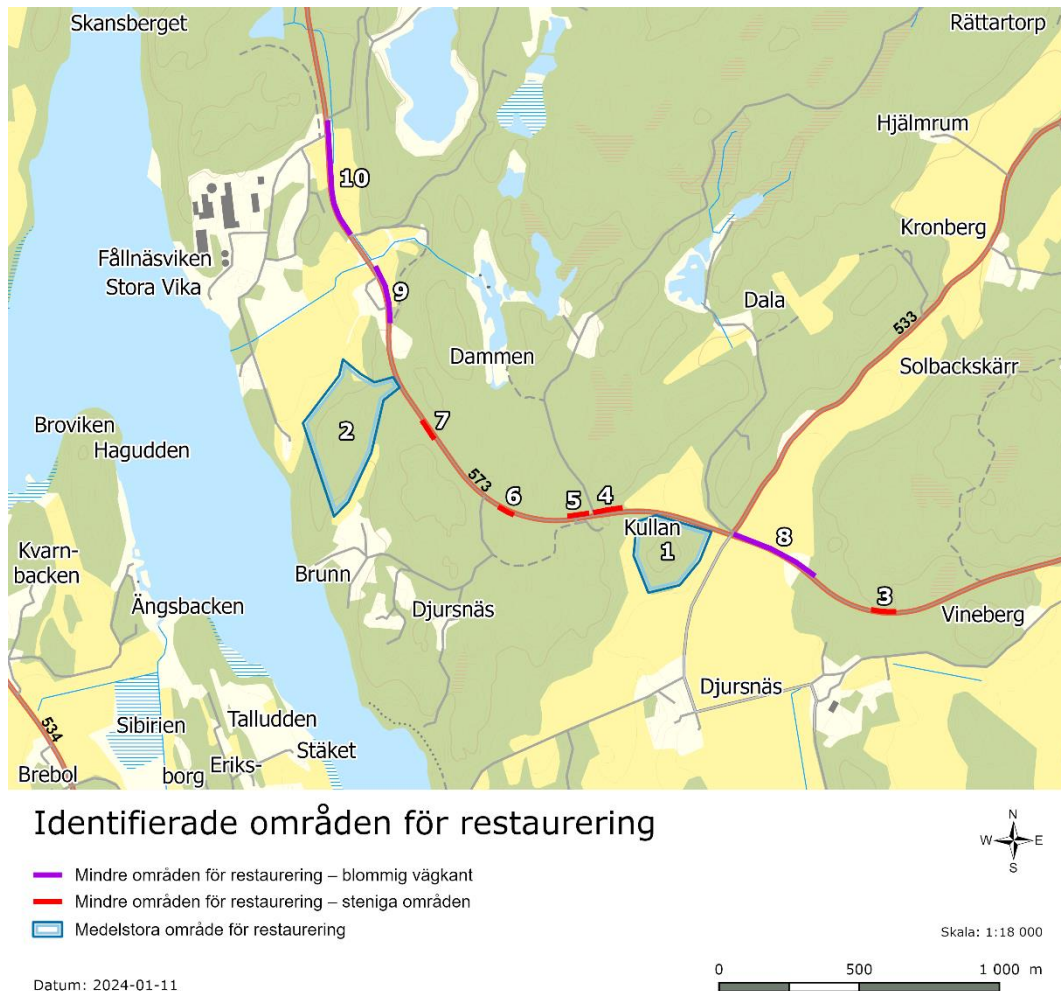 Skansberget
Rättartorp
Hjälmrum
10
Kronberg
Fållnäsviken
Stora Vika
9
Dala
533
Dammen
Solbackskärr
Broviken
Hagudden
2
7
573
6
5
4
Kullan
1
8
Kvarn-
backen
Brunn
Ängsbacken
Djursnäs
3
Vineberg
Djursnäs
534
Sibirien
Talludden
Stäket
Brebol
borg
Eriks-
Identifierade områden för restaurering
N
W
E
S
Mindre områden för restaurering – blommig vägkant
Mindre områden för restaurering – steniga områden
Medelstora område för restaurering
Skala: 1:18 000
0 500 1 000 m
Datum: 2024-01-11